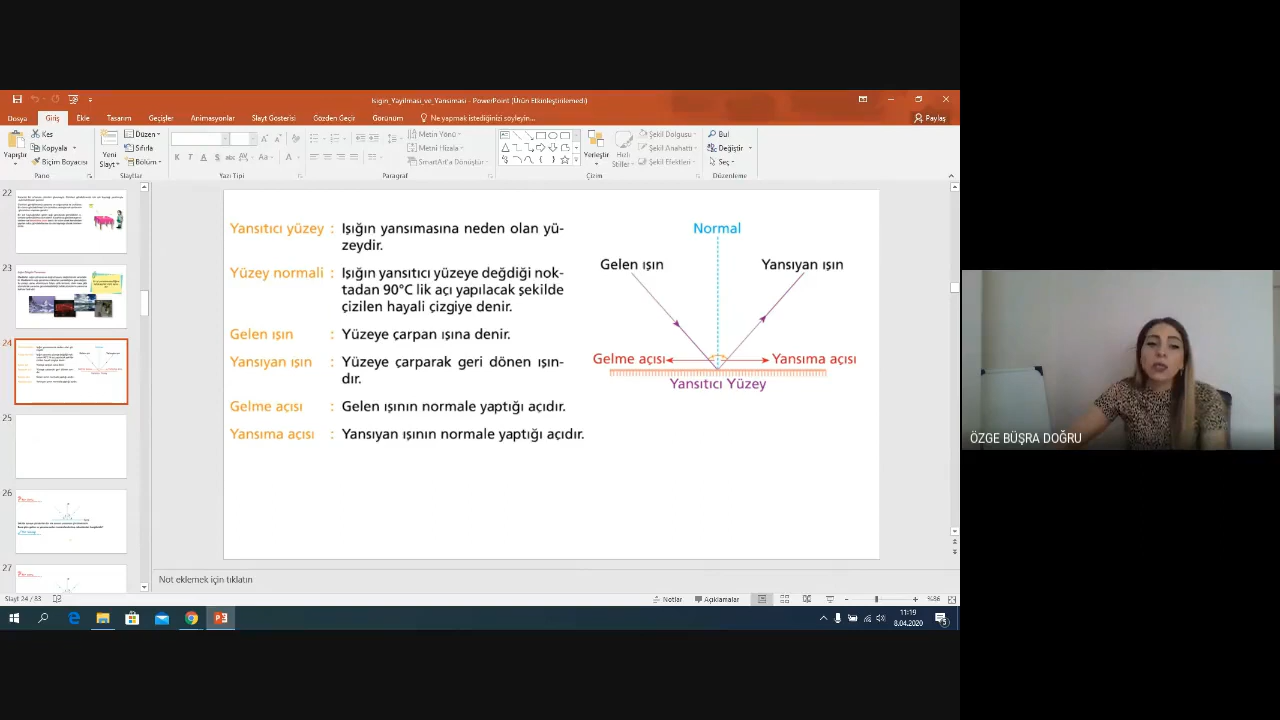 Isigin_Yayilmasi_ve_Yansimasi - PowerPoint (Ürün Etkinleştirilemedi)
Dosya Giriş Ekle Tasarım Geçişler Animasyonlar Slayt Gösterisi Gözden Geçir Görünüm Ne yapmak istediğinizi söyleyin... Paylaş
Yapıştır
Kes
Kopyala
Biçim Boyacısı
Pano
Yeni
Slayt
Düzen
Sıfırla
Bölüm
Slaytlar
K T A S abc AV Aa A
Yazı Tipi
Metin Yönü
Metni Hizala
SmartArt'a Dönüştür
Paragraf
Yerleştir
Hızlı
Stiller
Şekil Dolgusu
Şekil Anahattı
Şekil Efektleri
Çizim
Bul
Değiştir
Seç
Düzenleme
22
23
24
25
26
27
Yansıtıcı yüzey : Işığın yansımasına neden olan yü-
zeydir.
Yüzey normali : Işığın yansıtıcı yüzeye değdiği nok-
tadan 90°C lik açı yapılacak şekilde
çizilen hayali çizgiye denir.
Gelen ışın : Yüzeye çarpan ışına denir.
Yansıyan ışın : Yüzeye çarparak geri dönen ışın-
dır.
Gelme açısı : Gelen ışının normale yaptığı açıdır.
Yansıma açısı : Yansıyan ışının normale yaptığı açıdır.
Normal
Gelen ışın
Yansıyan ışın
Gelme açısı
Yansıma açısı
Yansıtıcı Yüzey
Not eklemek için tıklatın
Slayt 24 / 83
Notlar
Açıklamalar
%86
11:19
8.04.2020
ÖZGE BÜŞRA DOĞRU